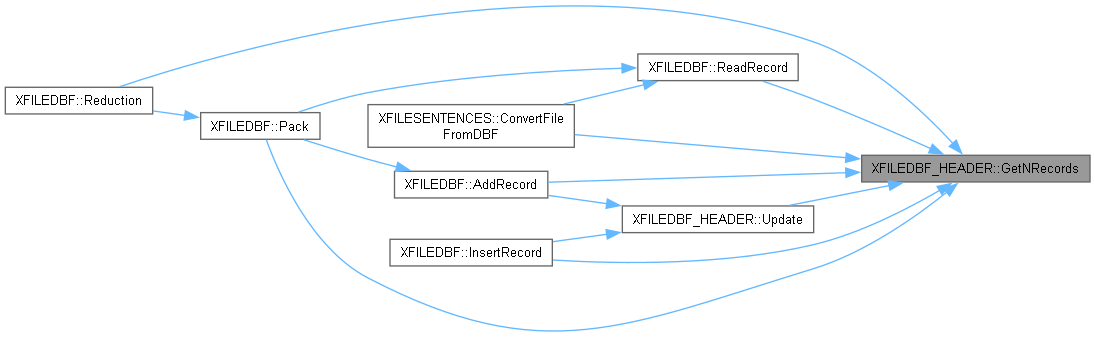 XFILEDBF::ReadRecord
XFILEDBF::Reduction
XFILEDBF::Pack
XFILESENTENCES::ConvertFile
FromDBF
XFILEDBF_HEADER::GetNRecords
XFILEDBF::AddRecord
XFILEDBF_HEADER::Update
XFILEDBF::InsertRecord